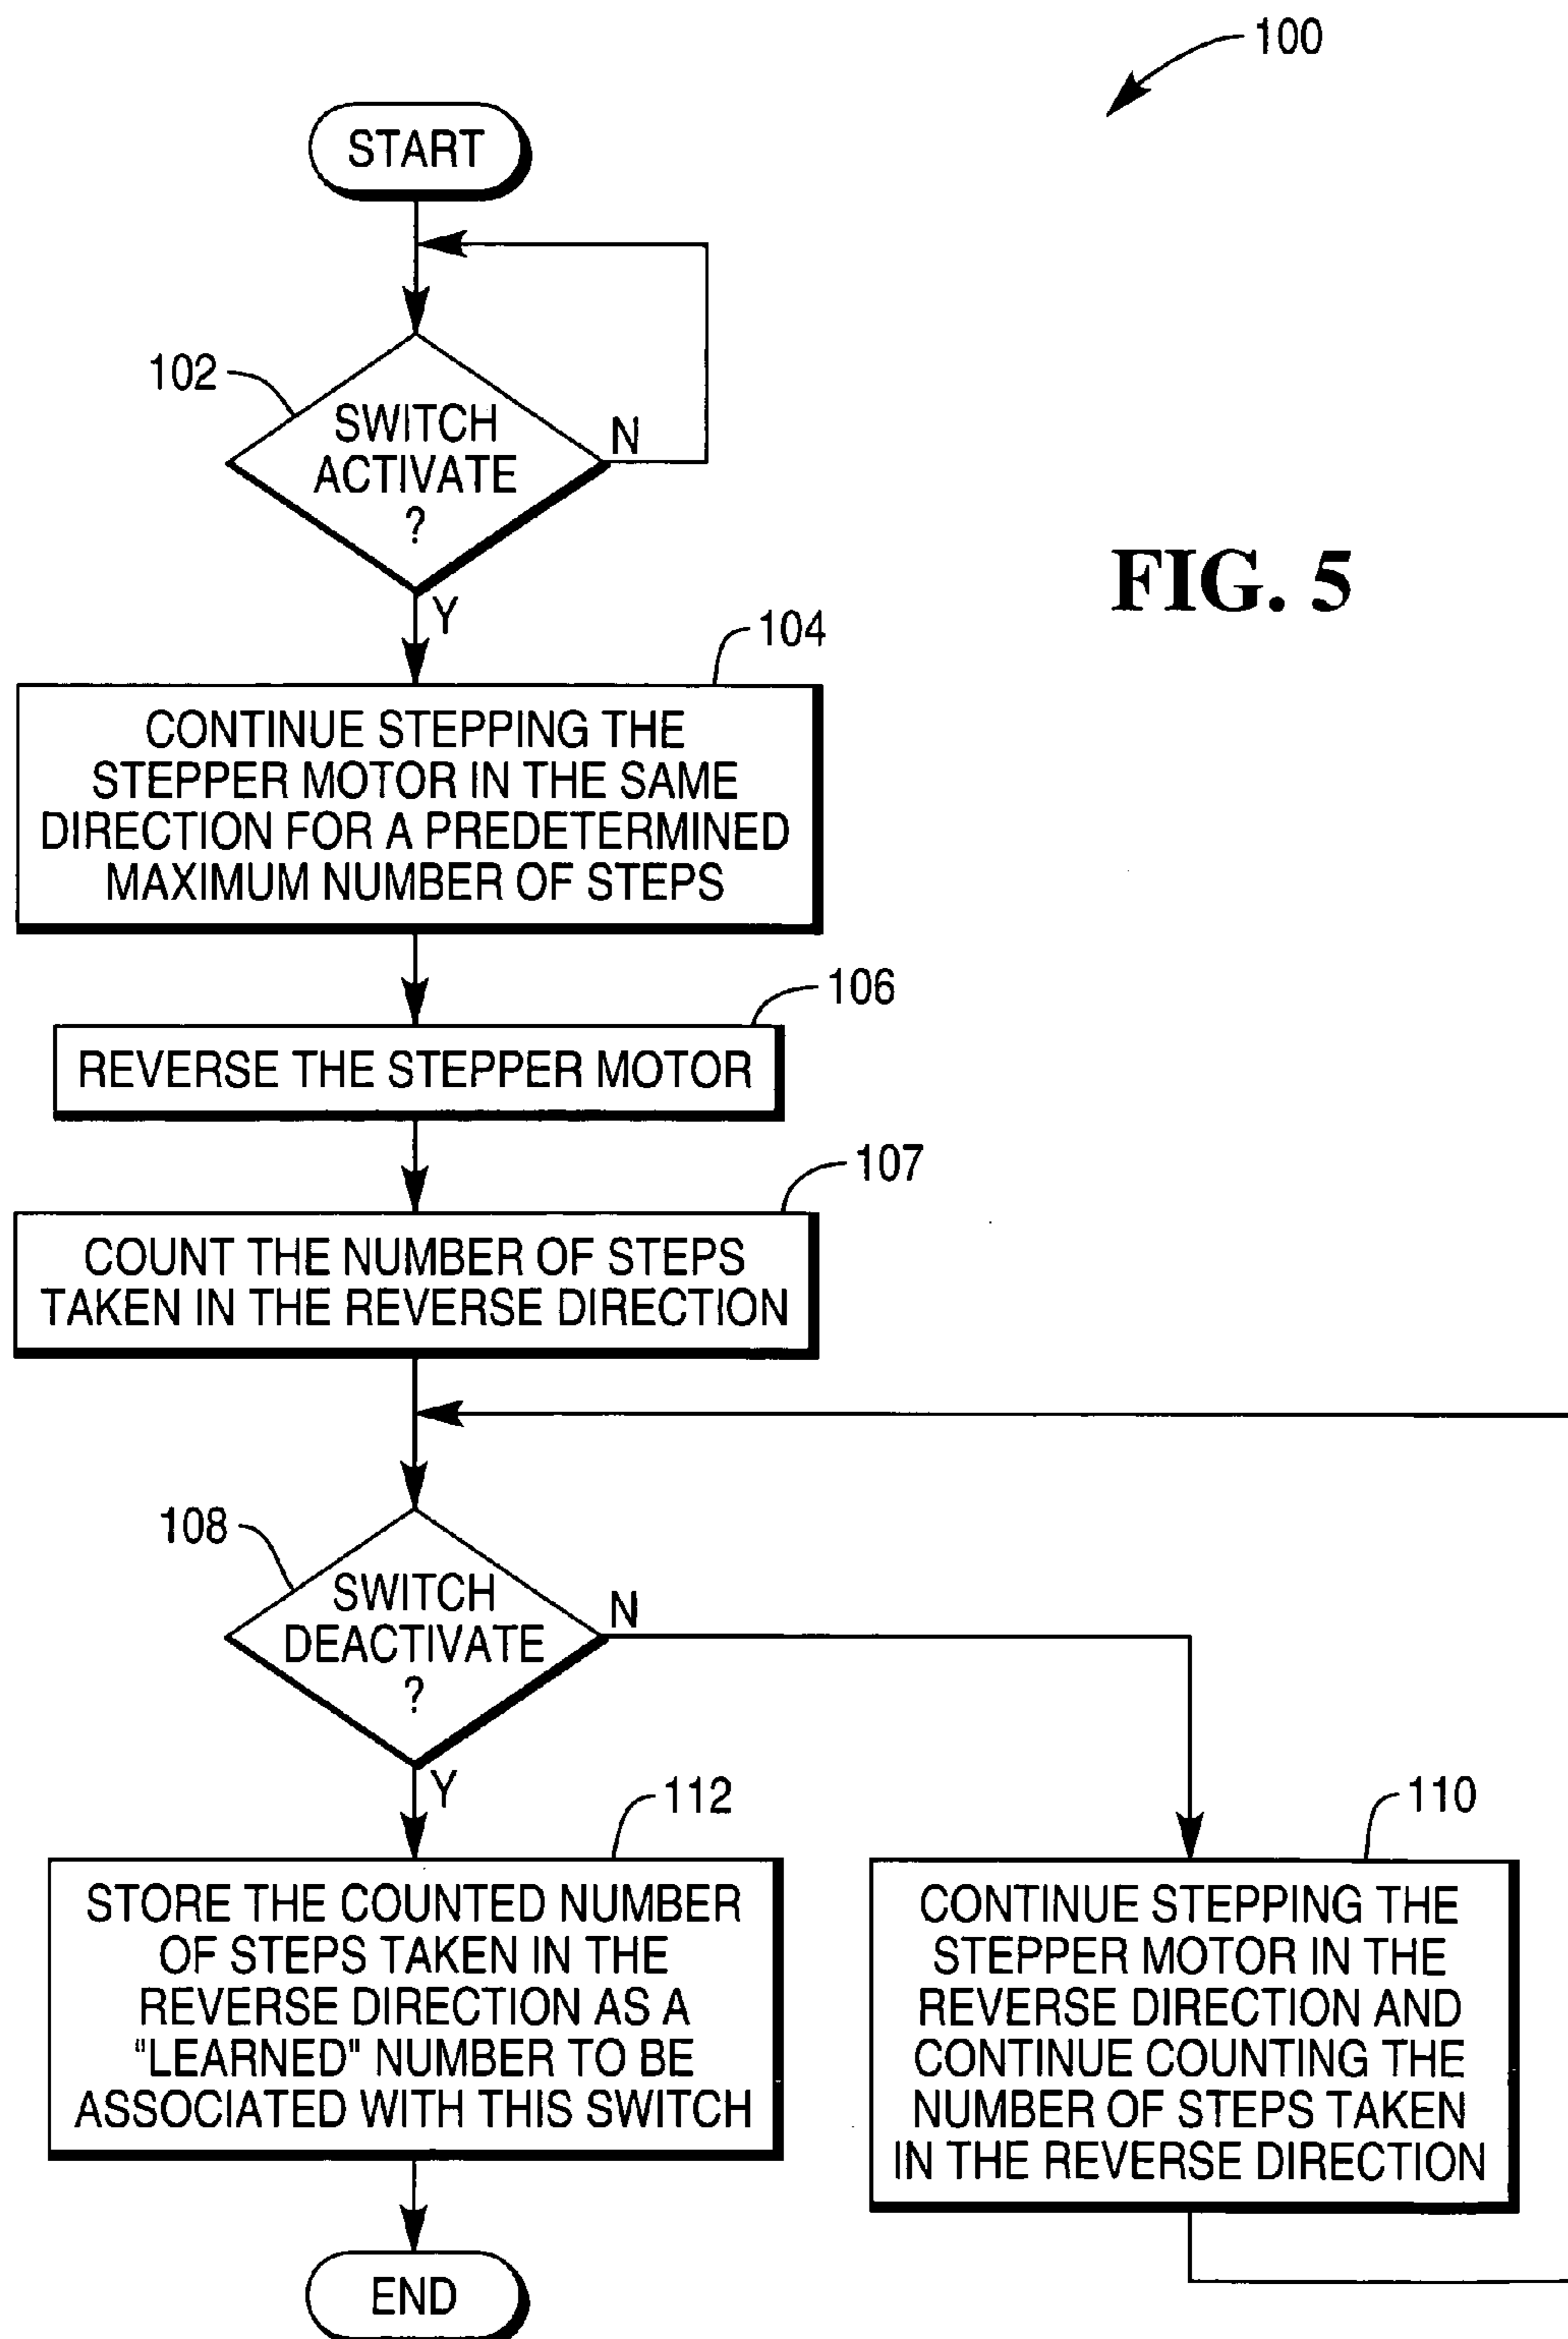 100
START
102
SWITCH
ACTIVATE
?
N
Y
FIG. 5
104
CONTINUE STEPPING THE
STEPPER MOTOR IN THE SAME
DIRECTION FOR A PREDETERMINED
MAXIMUM NUMBER OF STEPS
106
REVERSE THE STEPPER MOTOR
107
COUNT THE NUMBER OF STEPS
TAKEN IN THE REVERSE DIRECTION
108
SWITCH
DEACTIVATE
?
N
Y
112
STORE THE COUNTED NUMBER
OF STEPS TAKEN IN THE
REVERSE DIRECTION AS A
"LEARNED" NUMBER TO BE
ASSOCIATED WITH THIS SWITCH
110
CONTINUE STEPPING THE
STEPPER MOTOR IN THE
REVERSE DIRECTION AND
CONTINUE COUNTING THE
NUMBER OF STEPS TAKEN
IN THE REVERSE DIRECTION
END